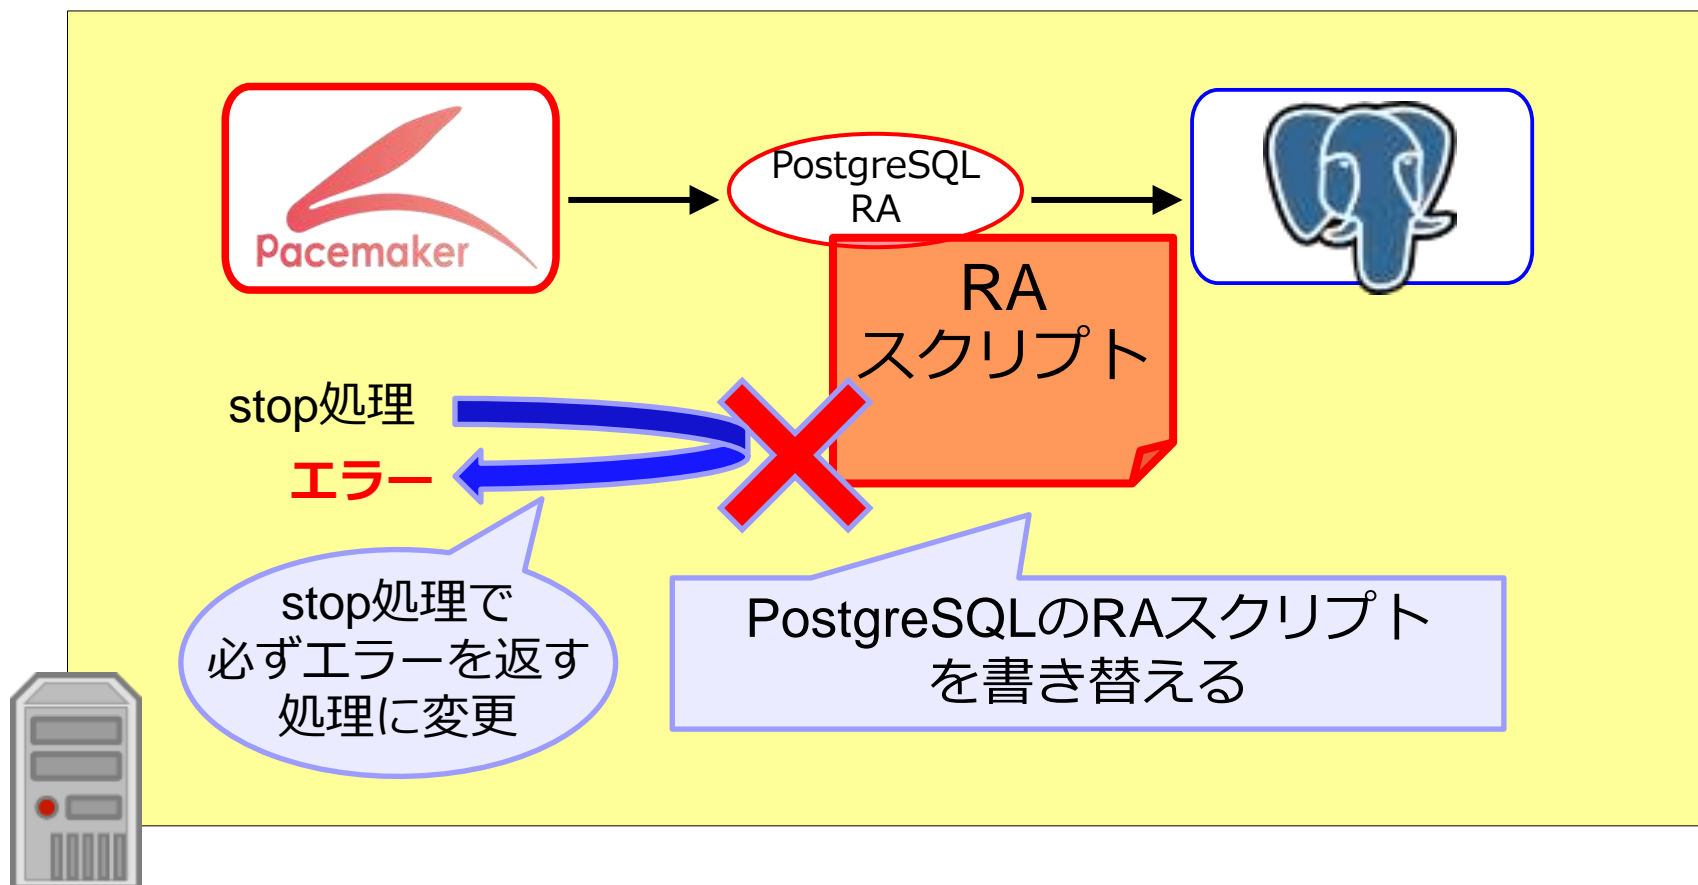 Pacemaker
PostgreSQL
RA
RA
スクリプト
stop処理
エラー
stop処理で
必ずエラーを返す
処理に変更
PostgreSQLのRAスクリプト
を書き替える